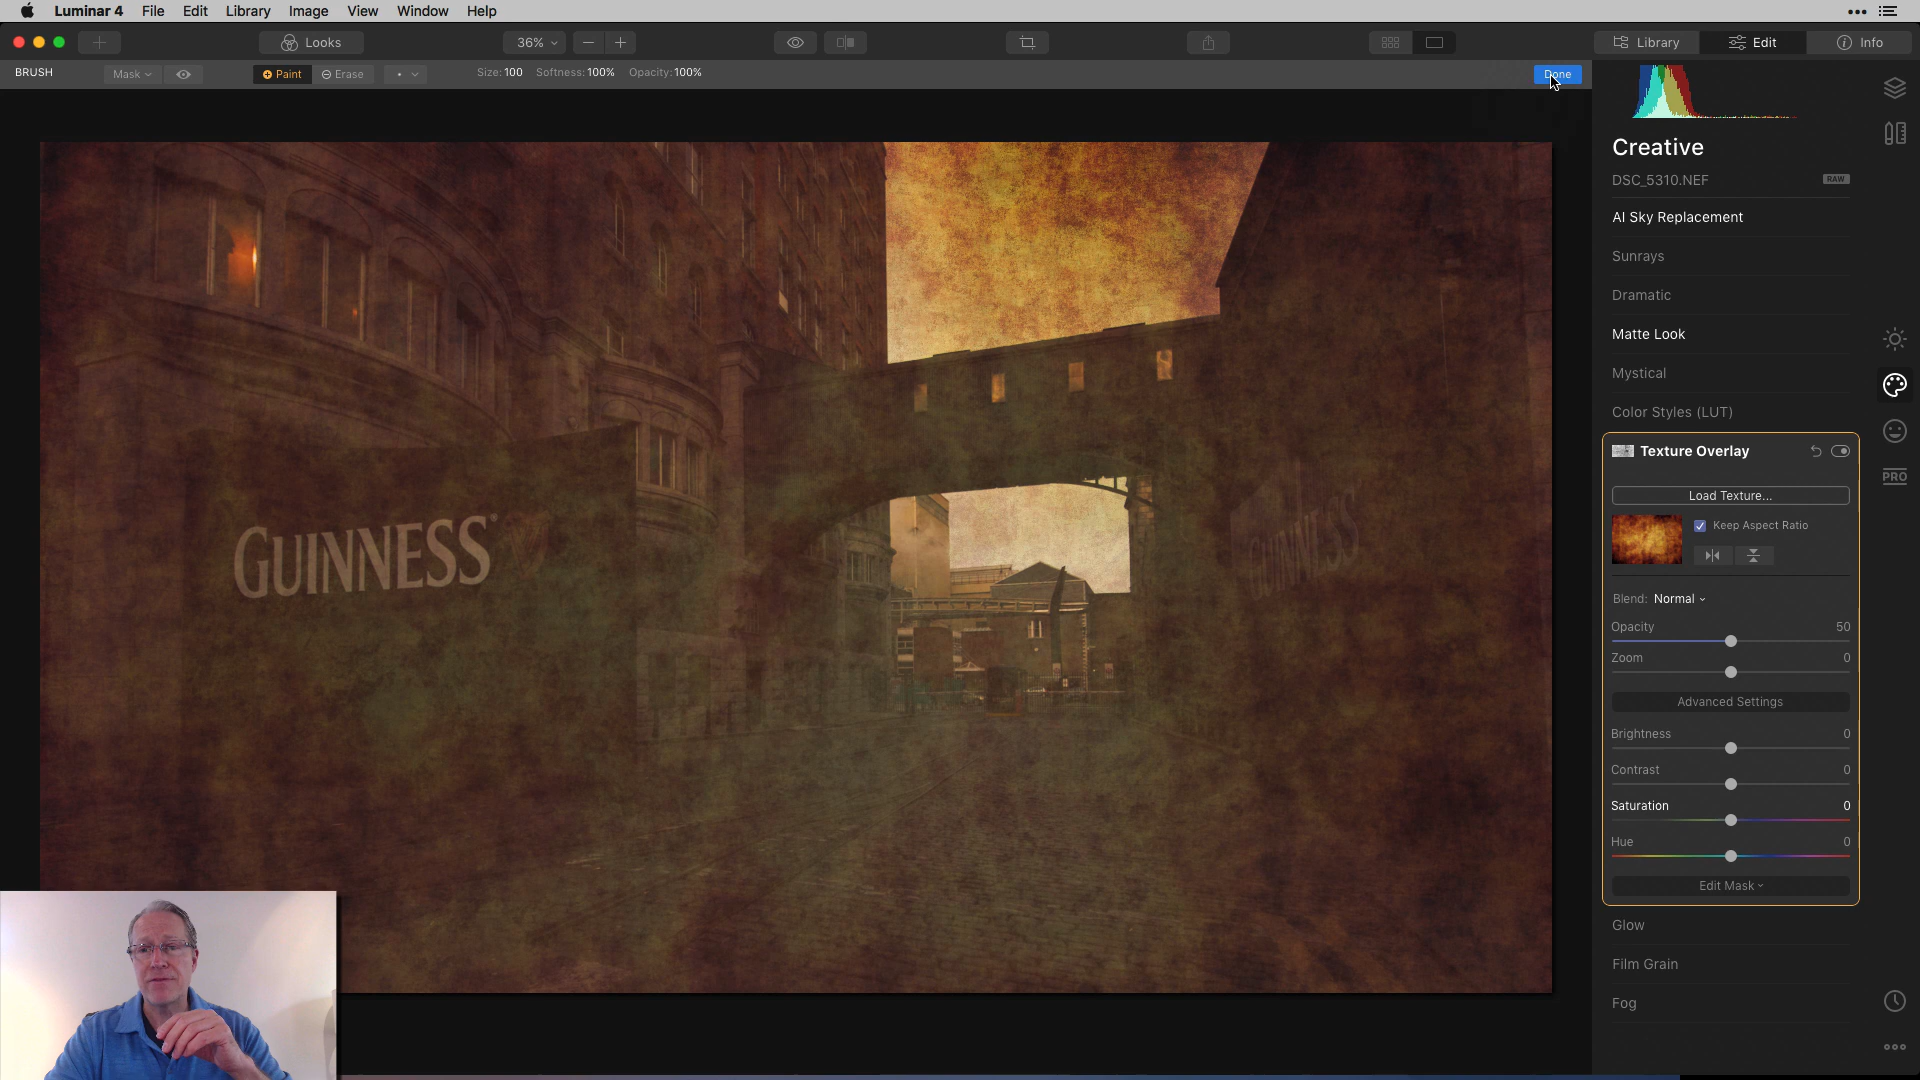 Luminar 4 File Edit Library Image View Window Help
Looks 36% Library Edit Info
BRUSH Mask Paint Erase Size: 100 Softness: 100% Opacity: 100% Done
Creative
DSC_5310.NEF RAW
AI Sky Replacement
Sunrays
Dramatic
Matte Look
Mystical
Color Styles (LUT)
Texture Overlay
PRO
Load Texture...
Keep Aspect Ratio
Blend: Normal
Opacity 50
Zoom 0
Advanced Settings
Brightness 0
Contrast 0
Saturation 0
Hue 0
Edit Mask
Glow
Film Grain
Fog
GUINNESS®
GUINNESS